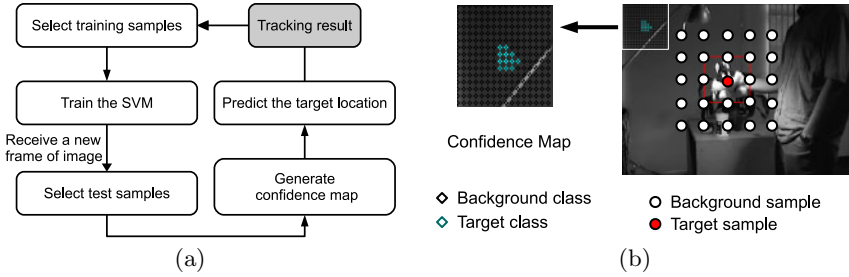 Select training samples
Tracking result
Train the SVM
Predict the target location
Receive a new
frame of image
Select test samples
Generate
confidence map
(a)
Confidence Map
Background class
Target class
Background sample
Target sample
(b)